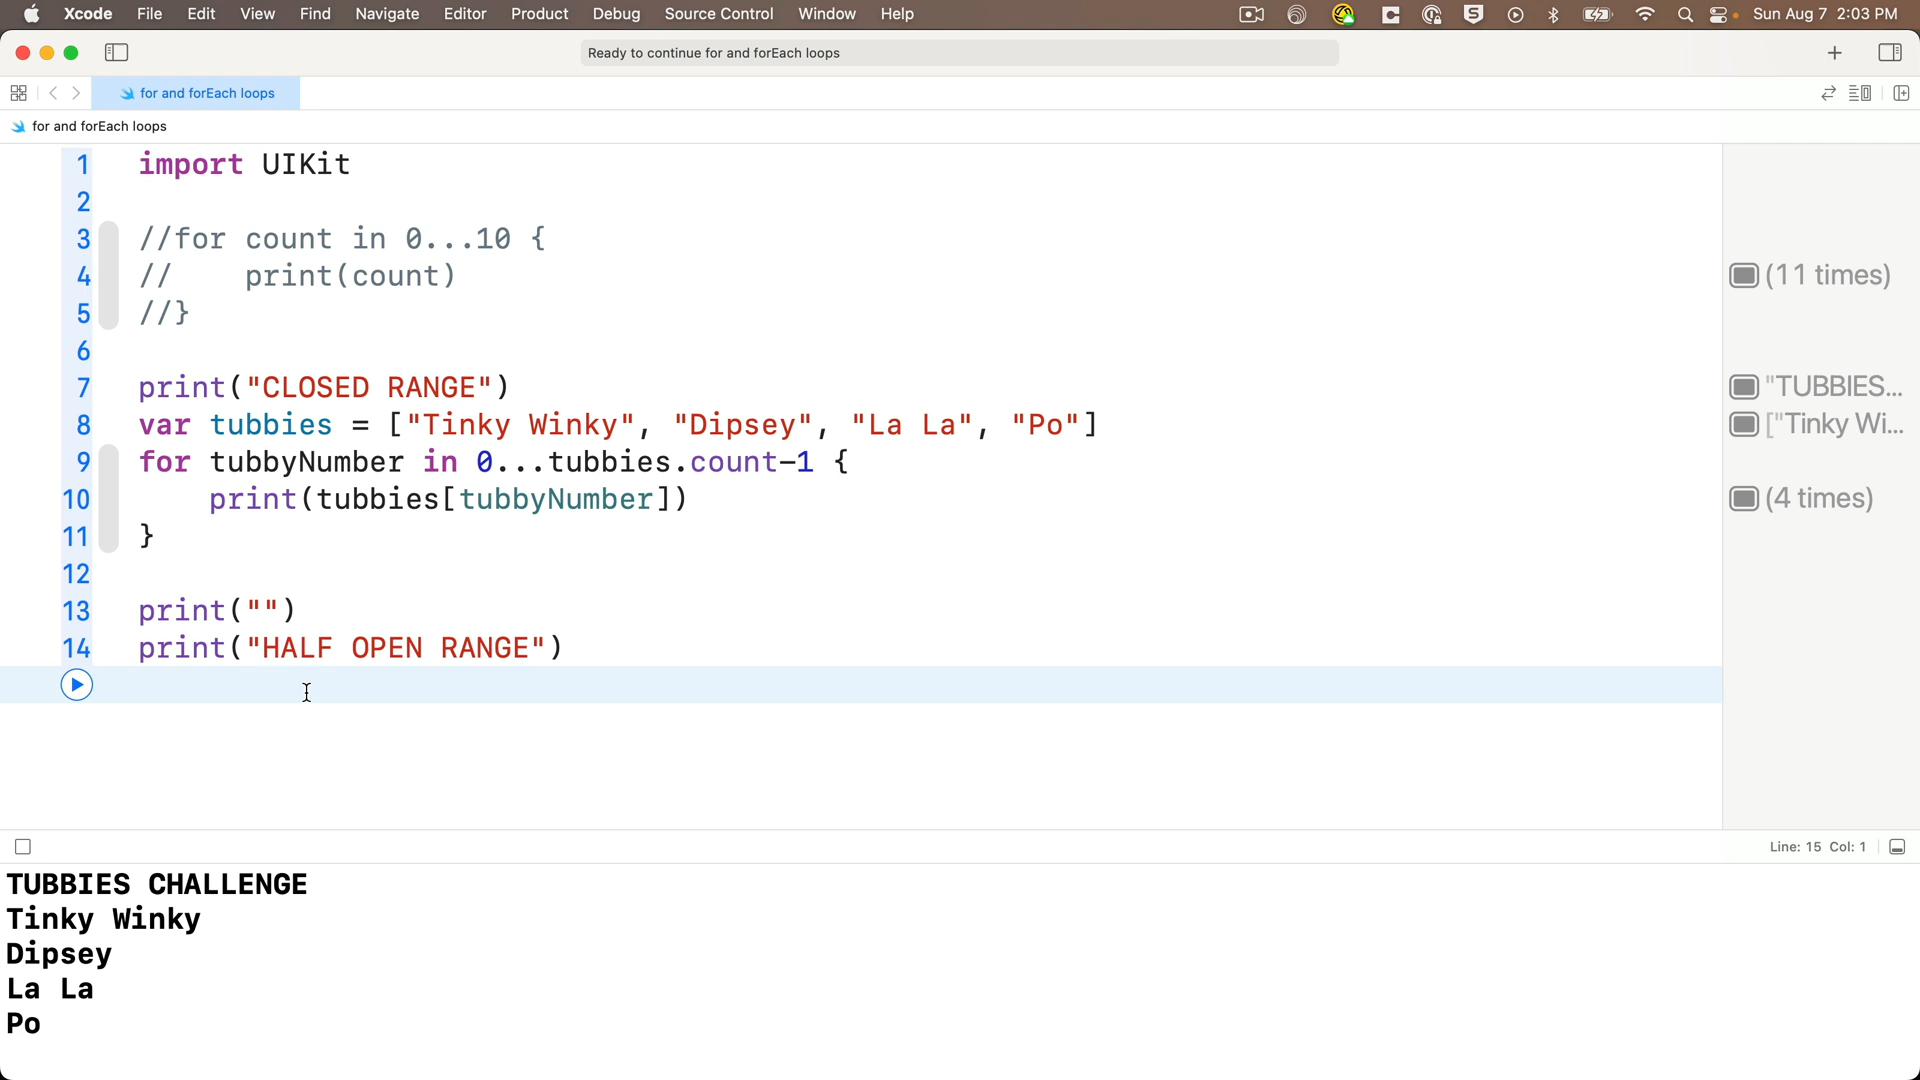 Xcode File Edit View Find Navigate Editor Product Debug Source Control Window Help Sun Aug 7 2:03 PM
Ready to continue for and forEach loops
for and forEach loops
for and forEach loops
1 import UIKit
2
3 //for count in 0...10 {
4 //    print(count) (11 times)
5 //}
6
7 print("CLOSED RANGE") "TUBBIES...
8 var tubbies = ["Tinky Winky", "Dipsey", "La La", "Po"] ["Tinky Wi...
9 for tubbyNumber in 0...tubbies.count-1 {
10     print(tubbies[tubbyNumber]) (4 times)
11 }
12
13 print("")
14 print("HALF OPEN RANGE")
Line: 15 Col: 1
TUBBIES CHALLENGE
Tinky Winky
Dipsey
La La
Po